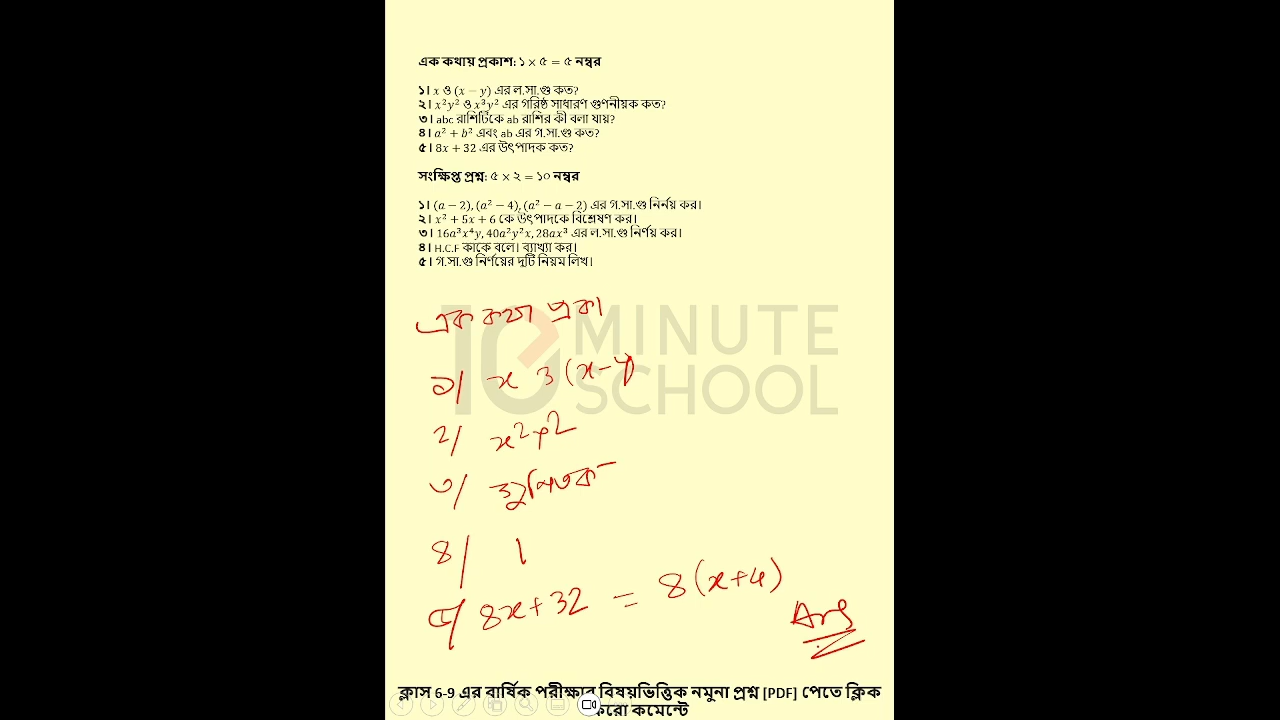 এক কথায় প্রকাশ: ১ × ৫ = ৫ নম্বর
১। x ও (x − y) এর ল.সা.গু কত?
২। x²y² ও x³y² এর গরিষ্ঠ সাধারণ গুণনীয়ক কত?
৩। abc রাশিটিকে ab রাশির কী বলা যায়?
৪। a² + b² এবং ab এর গ.সা.গু কত?
৫। 8x + 32 এর উৎপাদক কত?
সংক্ষিপ্ত প্রশ্ন: ৫ × ২ = ১০ নম্বর
১। (a − 2), (a² − 4), (a² − a − 2) এর গ.সা.গু নির্নয় কর।
২। x² + 5x + 6 কে উৎপাদকে বিশ্লেষণ কর।
৩। 16a³x⁴y, 40a²y²x, 28ax³ এর ল.সা.গু নির্ণয় কর।
৪। H.C.F কাকে বলে। ব্যাখ্যা কর।
৫। গ.সা.গু নির্ণয়ের দুটি নিয়ম লিখ।
এক কথায় প্রকা
10 MINUTE
SCHOOL
১/ x ও (x−y)
২/ x²y²
৩/ গুণিতক
৪/ 1
৫/ 8x+32 = 8(x+4)
Ans
ক্লাস 6-9 এর বার্ষিক পরীক্ষার বিষয়ভিত্তিক নমুনা প্রশ্ন [PDF] পেতে ক্লিক
করো কমেন্টে